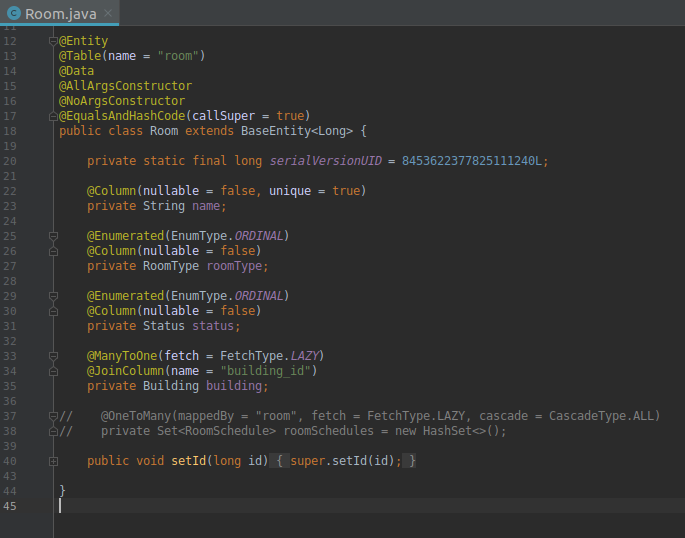 Room.java
11
12 @Entity
13 @Table(name = "room")
14 @Data
15 @AllArgsConstructor
16 @NoArgsConstructor
17 @EqualsAndHashCode(callSuper = true)
18 public class Room extends BaseEntity<Long> {
19
20     private static final long serialVersionUID = 8453622377825111240L;
21
22     @Column(nullable = false, unique = true)
23     private String name;
24
25     @Enumerated(EnumType.ORDINAL)
26     @Column(nullable = false)
27     private RoomType roomType;
28
29     @Enumerated(EnumType.ORDINAL)
30     @Column(nullable = false)
31     private Status status;
32
33     @ManyToOne(fetch = FetchType.LAZY)
34     @JoinColumn(name = "building_id")
35     private Building building;
36
37 //    @OneToMany(mappedBy = "room", fetch = FetchType.LAZY, cascade = CascadeType.ALL)
38 //    private Set<RoomSchedule> roomSchedules = new HashSet<>();
39
40     public void setId(long id) { super.setId(id); }
43
44 }
45